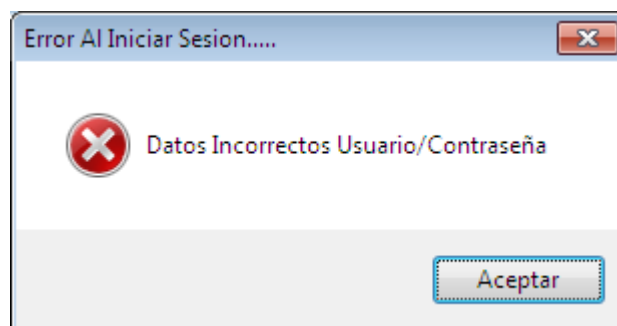 Error Al Iniciar Sesion.....
Datos Incorrectos Usuario/Contraseña
Aceptar